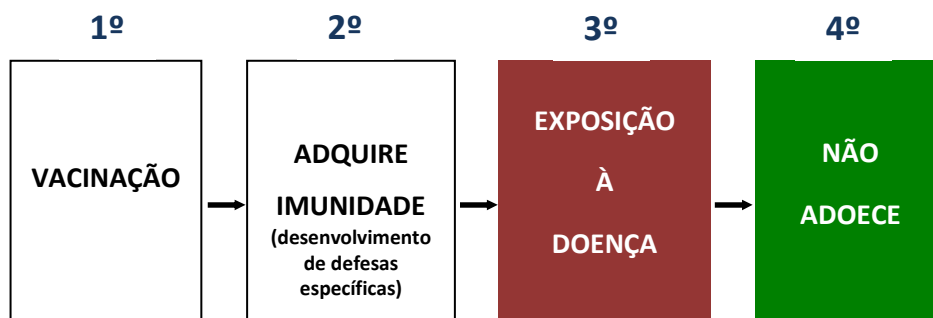 1º
2º
3º
4º
VACINAÇÃO
ADQUIRE
IMUNIDADE
(desenvolvimento
de defesas
específicas)
EXPOSIÇÃO
À
DOENÇA
NÃO
ADOECE